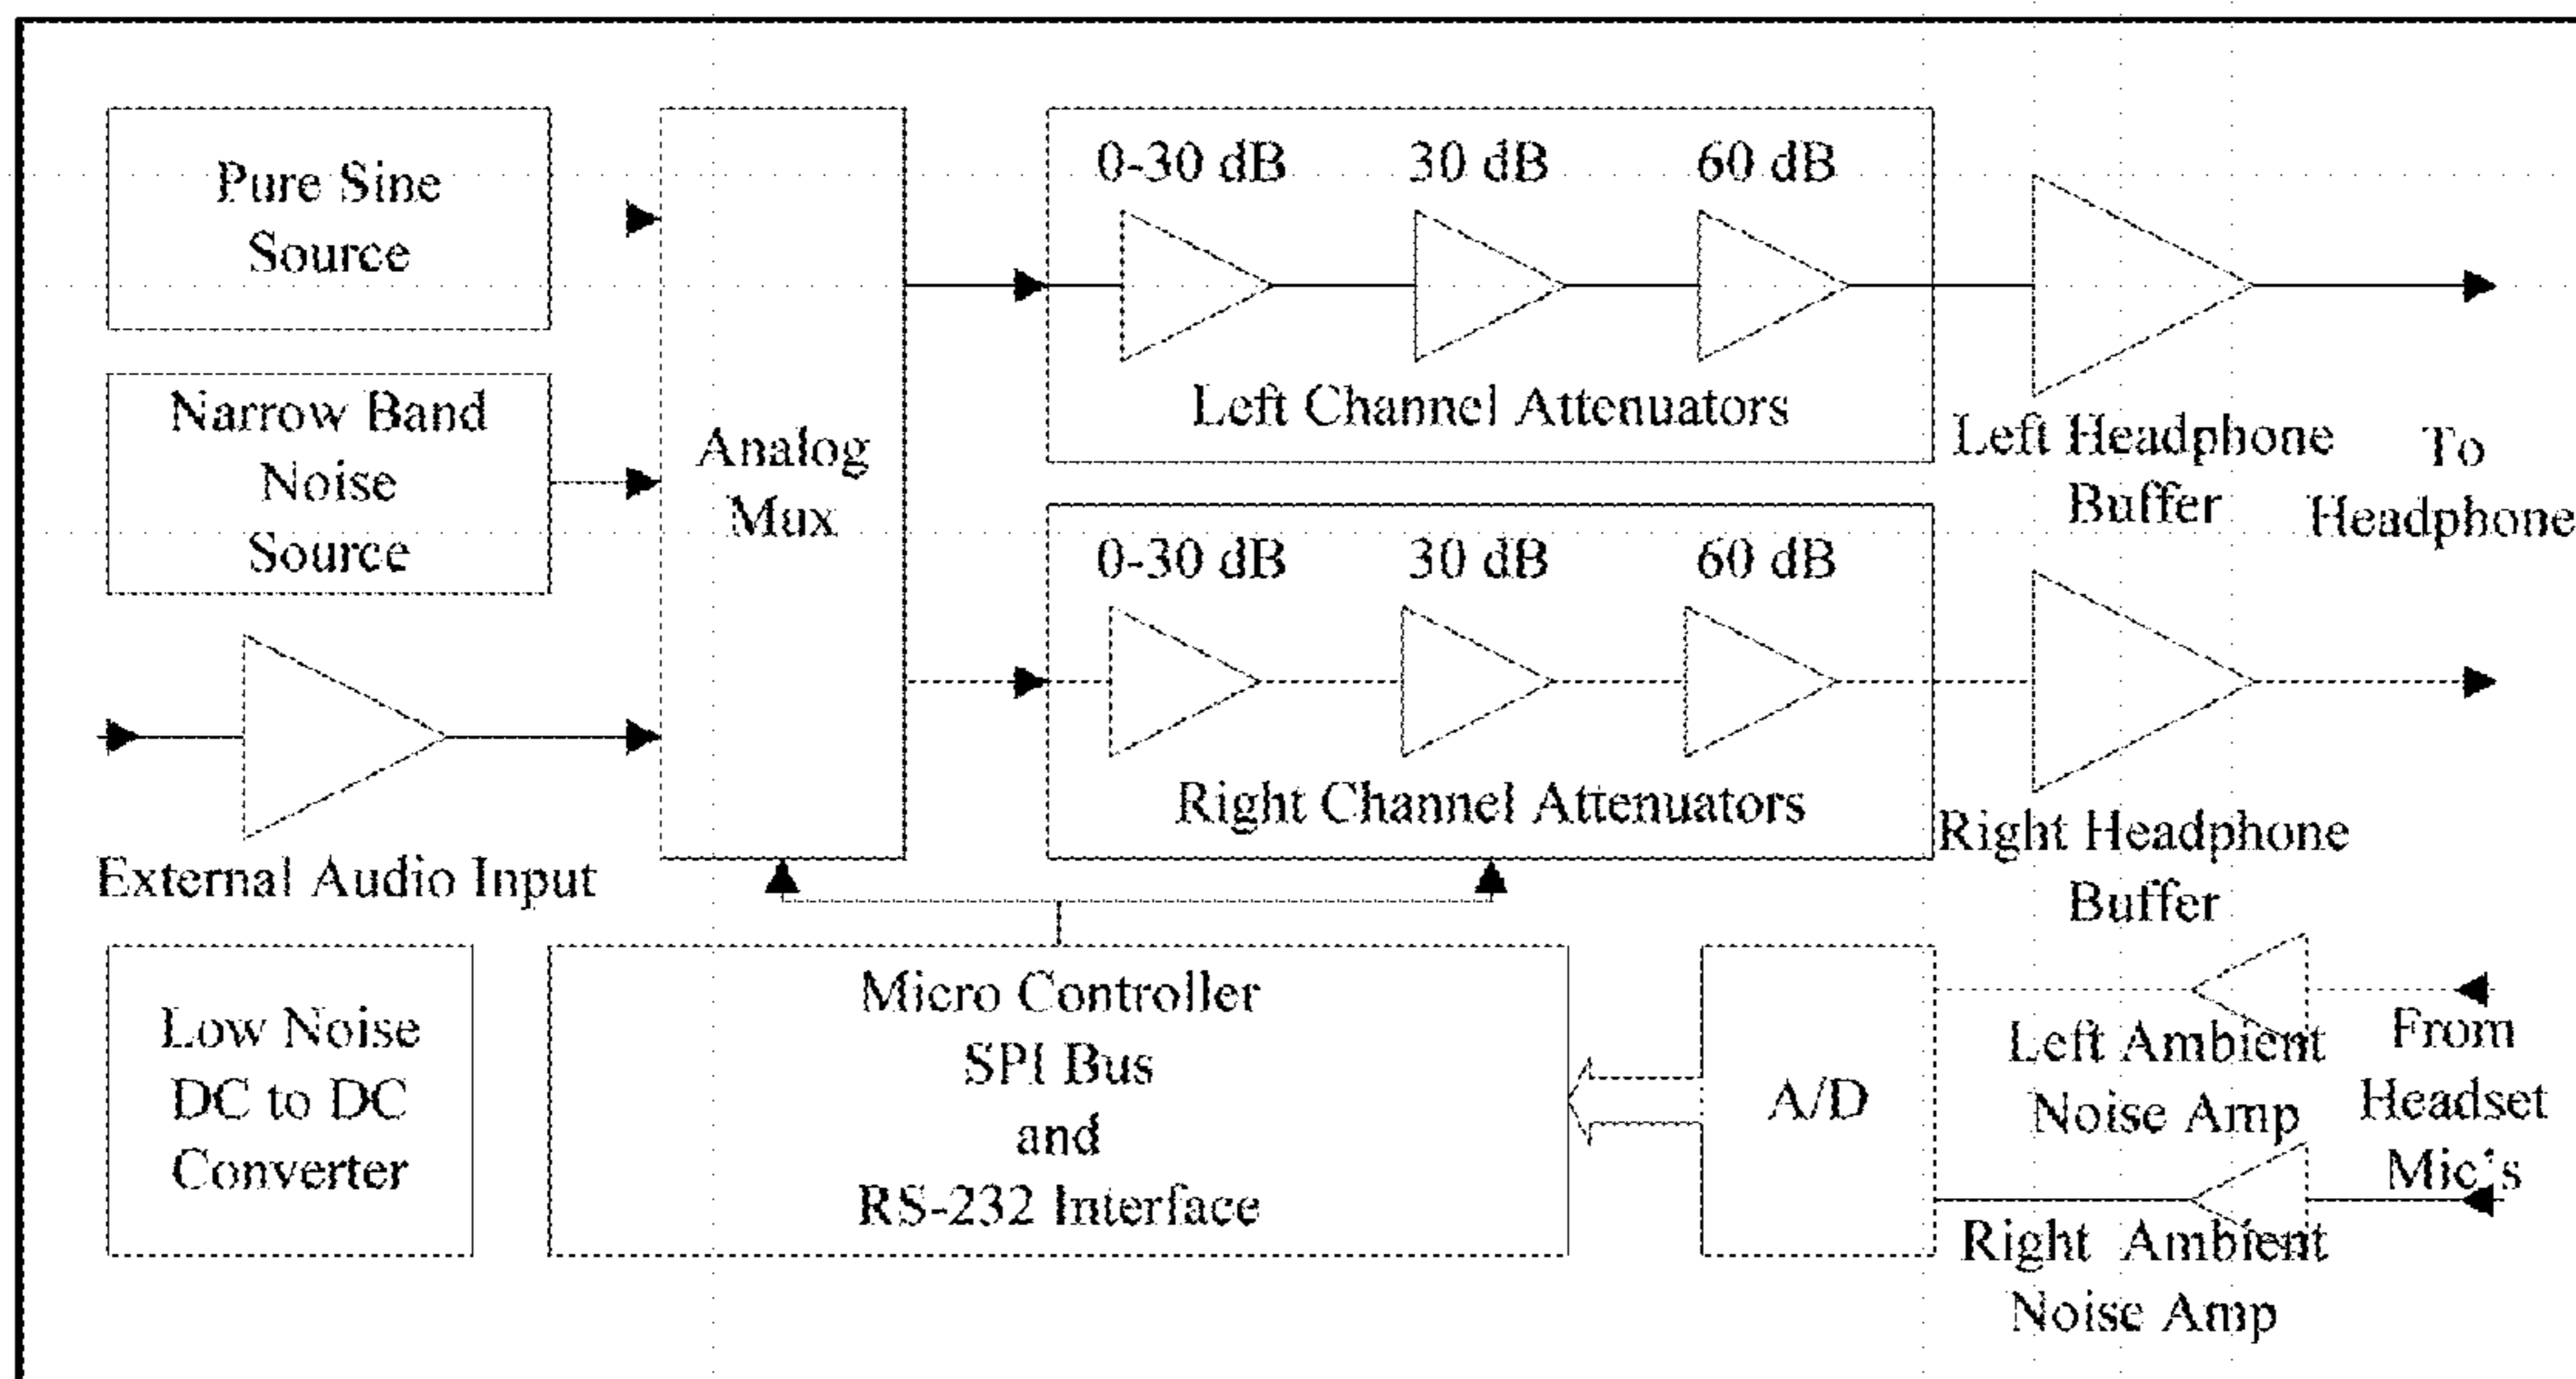 Pure Sine
Source
Narrow Band
Noise
Source
External Audio Input
Analog
Mux
0-30 dB 30 dB 60 dB
Left Channel Attenuators
0-30 dB 30 dB 60 dB
Right Channel Attenuators
Left Headphone
Buffer
To
Headphone
Right Headphone
Buffer
Low Noise
DC to DC
Converter
Micro Controller
SPI Bus
and
RS-232 Interface
A/D
Left Ambient
Noise Amp
From
Headset
Mic's
Right Ambient
Noise Amp